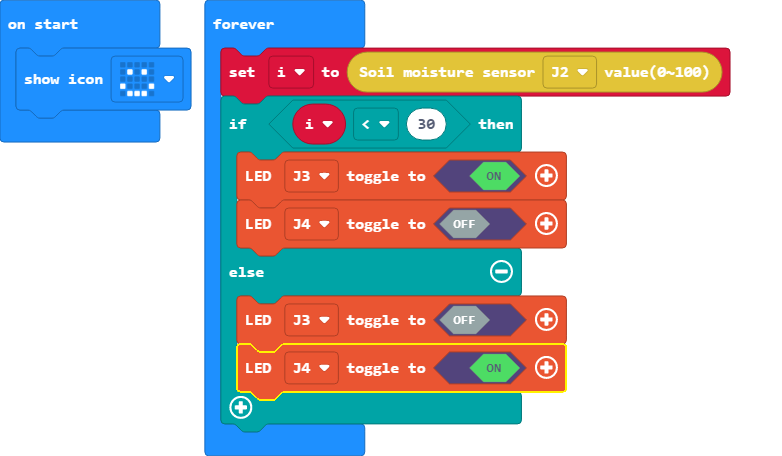 on start
show icon
forever
set i to Soil moisture sensor J2 value(0~100)
if i < 30 then
LED J3 toggle to ON
LED J4 toggle to OFF
else
LED J3 toggle to OFF
LED J4 toggle to ON